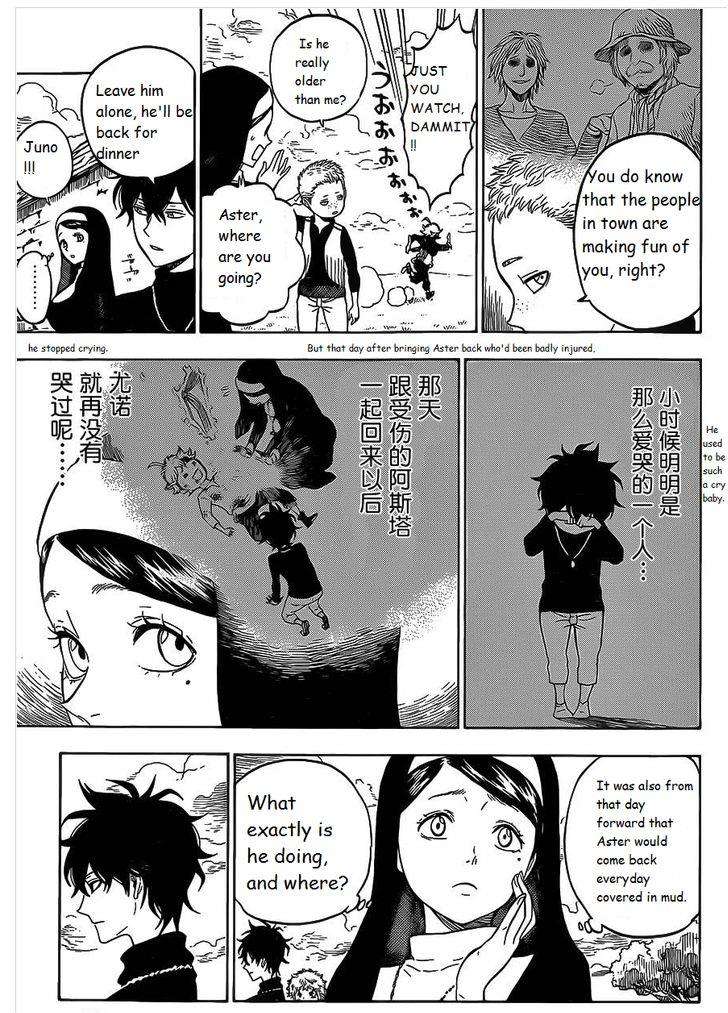 You do know
that the people
in town are
making fun of
you, right?
JUST
YOU
WATCH,
DAMMIT
!!
うおおおおおお
Is he
really
older
than me?
Aster,
where
are you
going?
Leave him
alone, he'll be
back for
dinner
Juno
!!!
………
He
used
to be
such
a cry
baby.
小时候明明是
那么爱哭的一个人…
But that day after bringing Aster back who'd been badly injured,
he stopped crying.
那天
跟受伤的阿斯塔
一起回来以后
尤诺
就再没有
哭过呢……
It was also from
that day
forward that
Aster would
come back
everyday
covered in mud.
What
exactly is
he doing,
and where?